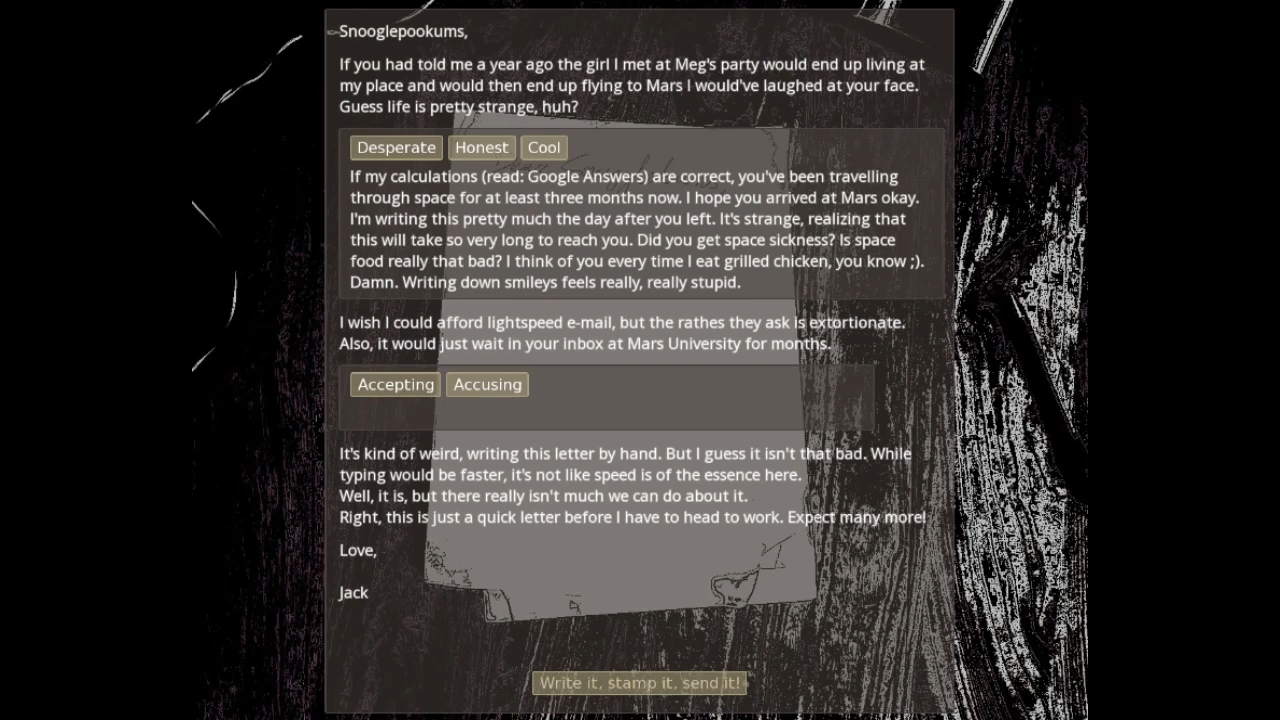 Snooglepookums,
If you had told me a year ago the girl I met at Meg's party would end up living at
my place and would then end up flying to Mars I would've laughed at your face.
Guess life is pretty strange, huh?
Desperate Honest Cool
If my calculations (read: Google Answers) are correct, you've been travelling
through space for at least three months now. I hope you arrived at Mars okay.
I'm writing this pretty much the day after you left. It's strange, realizing that
this will take so very long to reach you. Did you get space sickness? Is space
food really that bad? I think of you every time I eat grilled chicken, you know ;).
Damn. Writing down smileys feels really, really stupid.
I wish I could afford lightspeed e-mail, but the rathes they ask is extortionate.
Also, it would just wait in your inbox at Mars University for months.
Accepting Accusing
It's kind of weird, writing this letter by hand. But I guess it isn't that bad. While
typing would be faster, it's not like speed is of the essence here.
Well, it is, but there really isn't much we can do about it.
Right, this is just a quick letter before I have to head to work. Expect many more!
Love,
Jack
Write it, stamp it, send it!